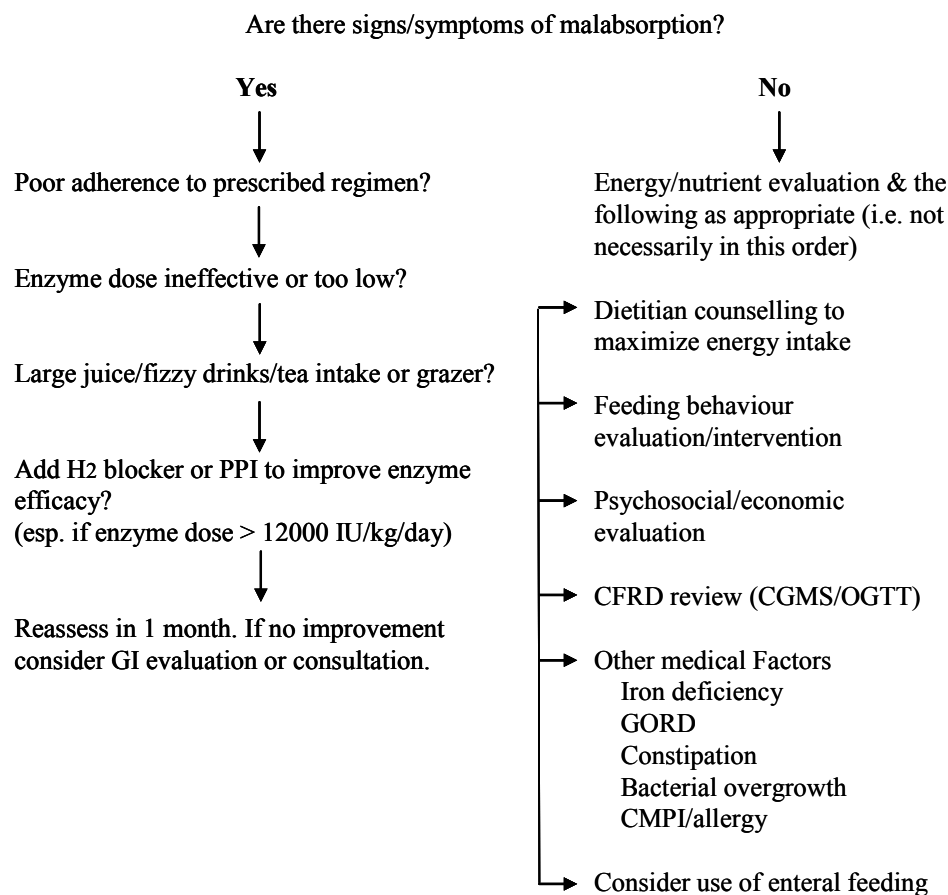 Are there signs/symptoms of malabsorption?
Yes
Poor adherence to prescribed regimen?
Enzyme dose ineffective or too low?
Large juice/fizzy drinks/tea intake or grazer?
Add H2 blocker or PPI to improve enzyme
efficacy?
(esp. if enzyme dose > 12000 IU/kg/day)
Reassess in 1 month. If no improvement
consider GI evaluation or consultation.
No
Energy/nutrient evaluation & the
following as appropriate (i.e. not
necessarily in this order)
Dietitian counselling to
maximize energy intake
Feeding behaviour
evaluation/intervention
Psychosocial/economic
evaluation
CFRD review (CGMS/OGTT)
Other medical Factors
Iron deficiency
GORD
Constipation
Bacterial overgrowth
CMPI/allergy
Consider use of enteral feeding